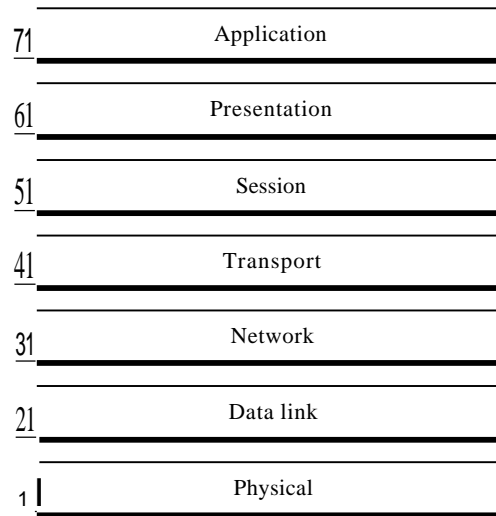 71 Application
61 Presentation
51 Session
41 Transport
31 Network
21 Data link
1 Physical